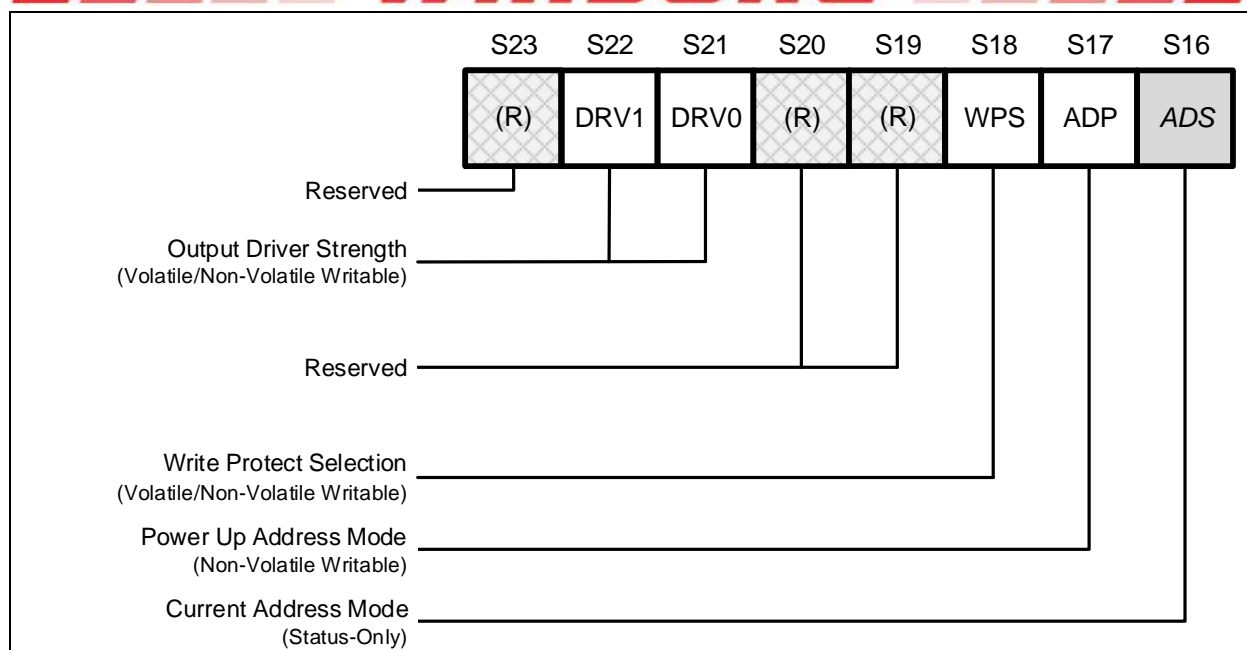 S23 S22 S21 S20 S19 S18 S17 S16
(R) DRV1 DRV0 (R) (R) WPS ADP ADS
Reserved
Output Driver Strength
(Volatile/Non-Volatile Writable)
Reserved
Write Protect Selection
(Volatile/Non-Volatile Writable)
Power Up Address Mode
(Non-Volatile Writable)
Current Address Mode
(Status-Only)